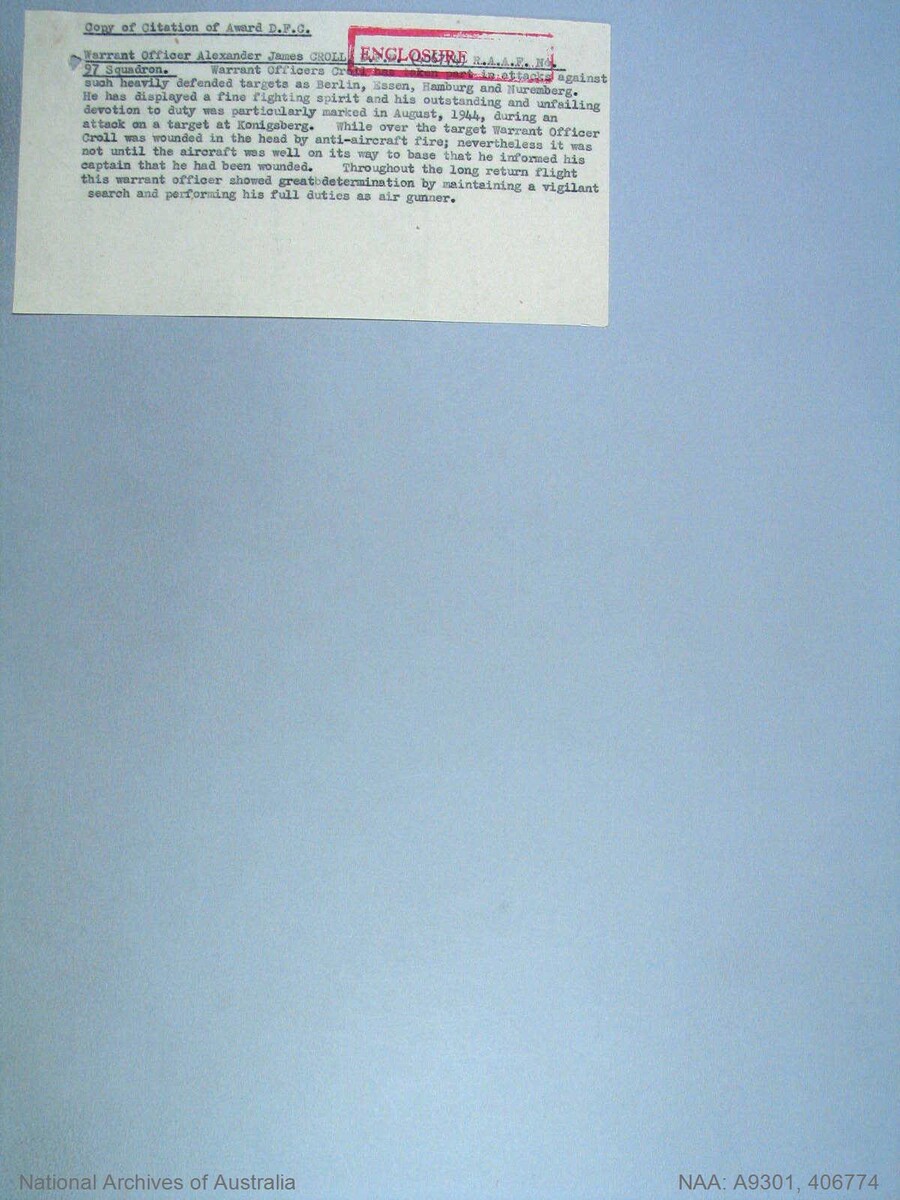 Copy of Citation of Award D.F.C.
ENCLOSURE
Warrant Officer Alexander James CROLL R.A.A.F. No.
97 Squadron. Warrant Officers Croll has taken part in attacks against
such heavily defended targets as Berlin, Essen, Hamburg and Nuremberg.
He has displayed a fine fighting spirit and his outstanding and unfailing
devotion to duty was particularly marked in August, 1944, during an
attack on a target at Konigsberg. While over the target Warrant Officer
Croll was wounded in the head by anti-aircraft fire; nevertheless it was
not until the aircraft was well on its way to base that he informed his
captain that he had been wounded. Throughout the long return flight
this warrant officer showed great determination by maintaining a vigilant
search and performing his full duties as air gunner.
National Archives of Australia
NAA: A9301, 406774